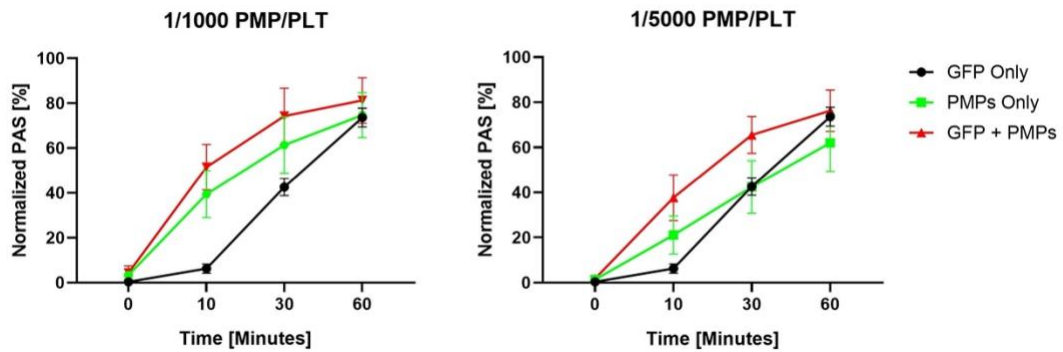 1/1000 PMP/PLT
Normalized PAS [%]
100
80
60
40
20
0
0 10 30 60
Time [Minutes]
1/5000 PMP/PLT
Normalized PAS [%]
100
80
60
40
20
0
0 10 30 60
Time [Minutes]
GFP Only
PMPs Only
GFP + PMPs